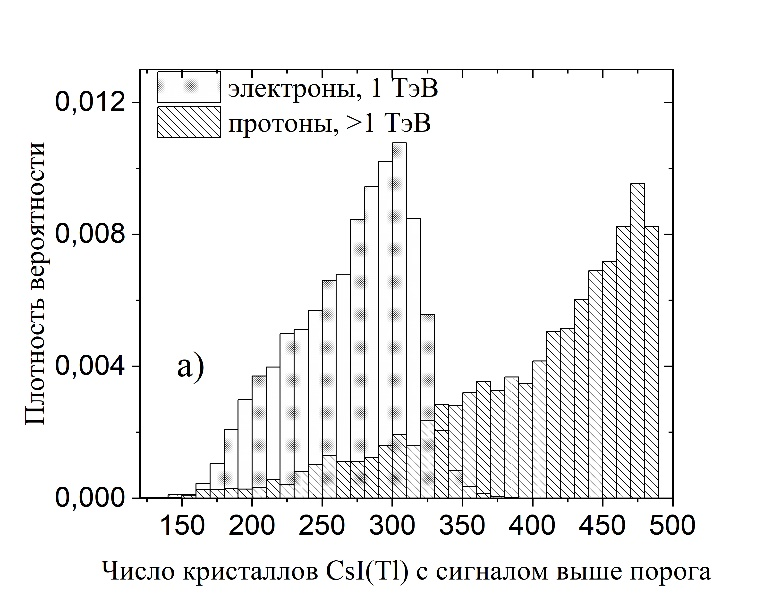 электроны, 1 ТэВ
протоны, >1 ТэВ
Плотность вероятности
0,012
0,008
0,004
0,000
а)
150 200 250 300 350 400 450 500
Число кристаллов CsI(Tl) с сигналом выше порога